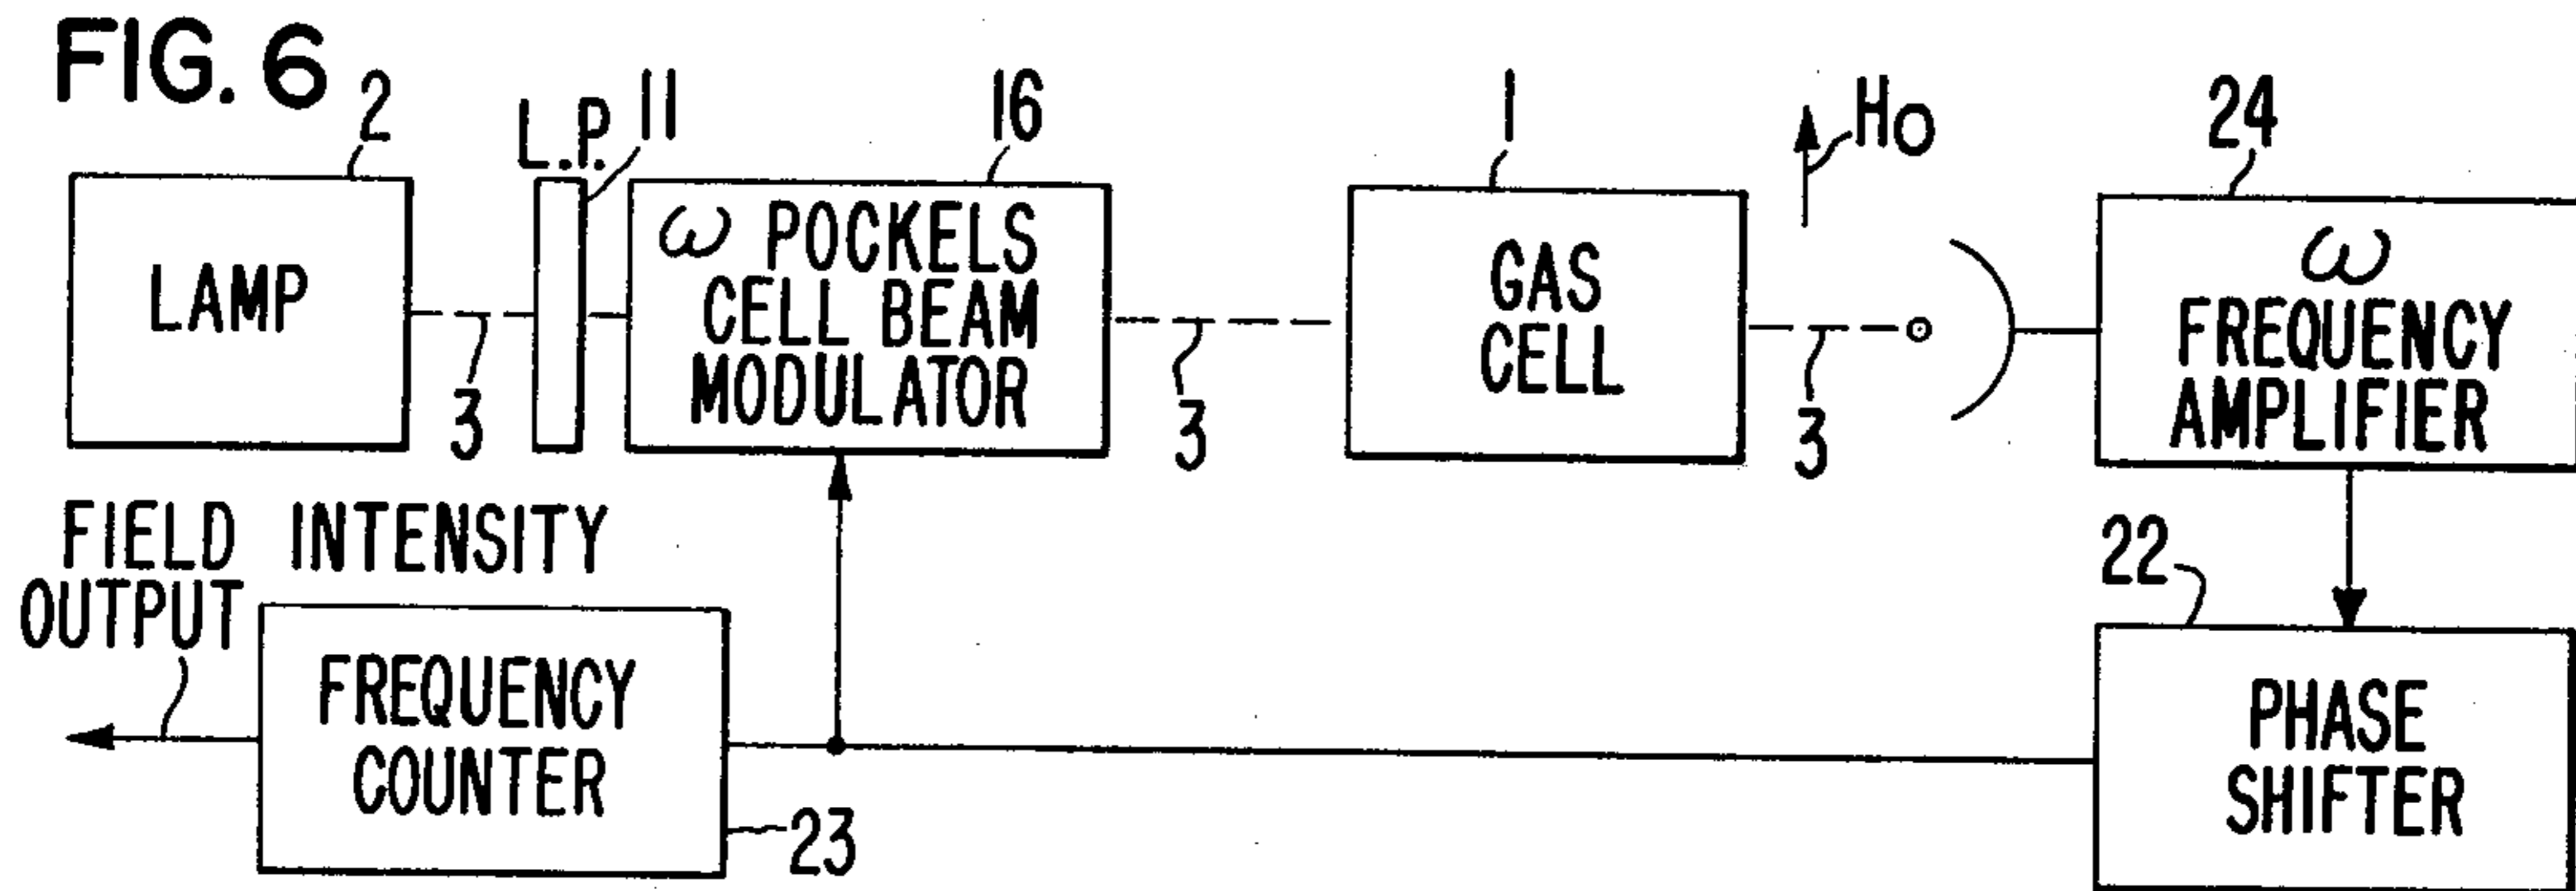 FIG. 6
2
L.P.
11
16
1
H0
24
LAMP
ω POCKELS
CELL BEAM
MODULATOR
GAS
CELL
ω
FREQUENCY
AMPLIFIER
3
3
3
FIELD INTENSITY
OUTPUT
22
FREQUENCY
COUNTER
23
PHASE
SHIFTER